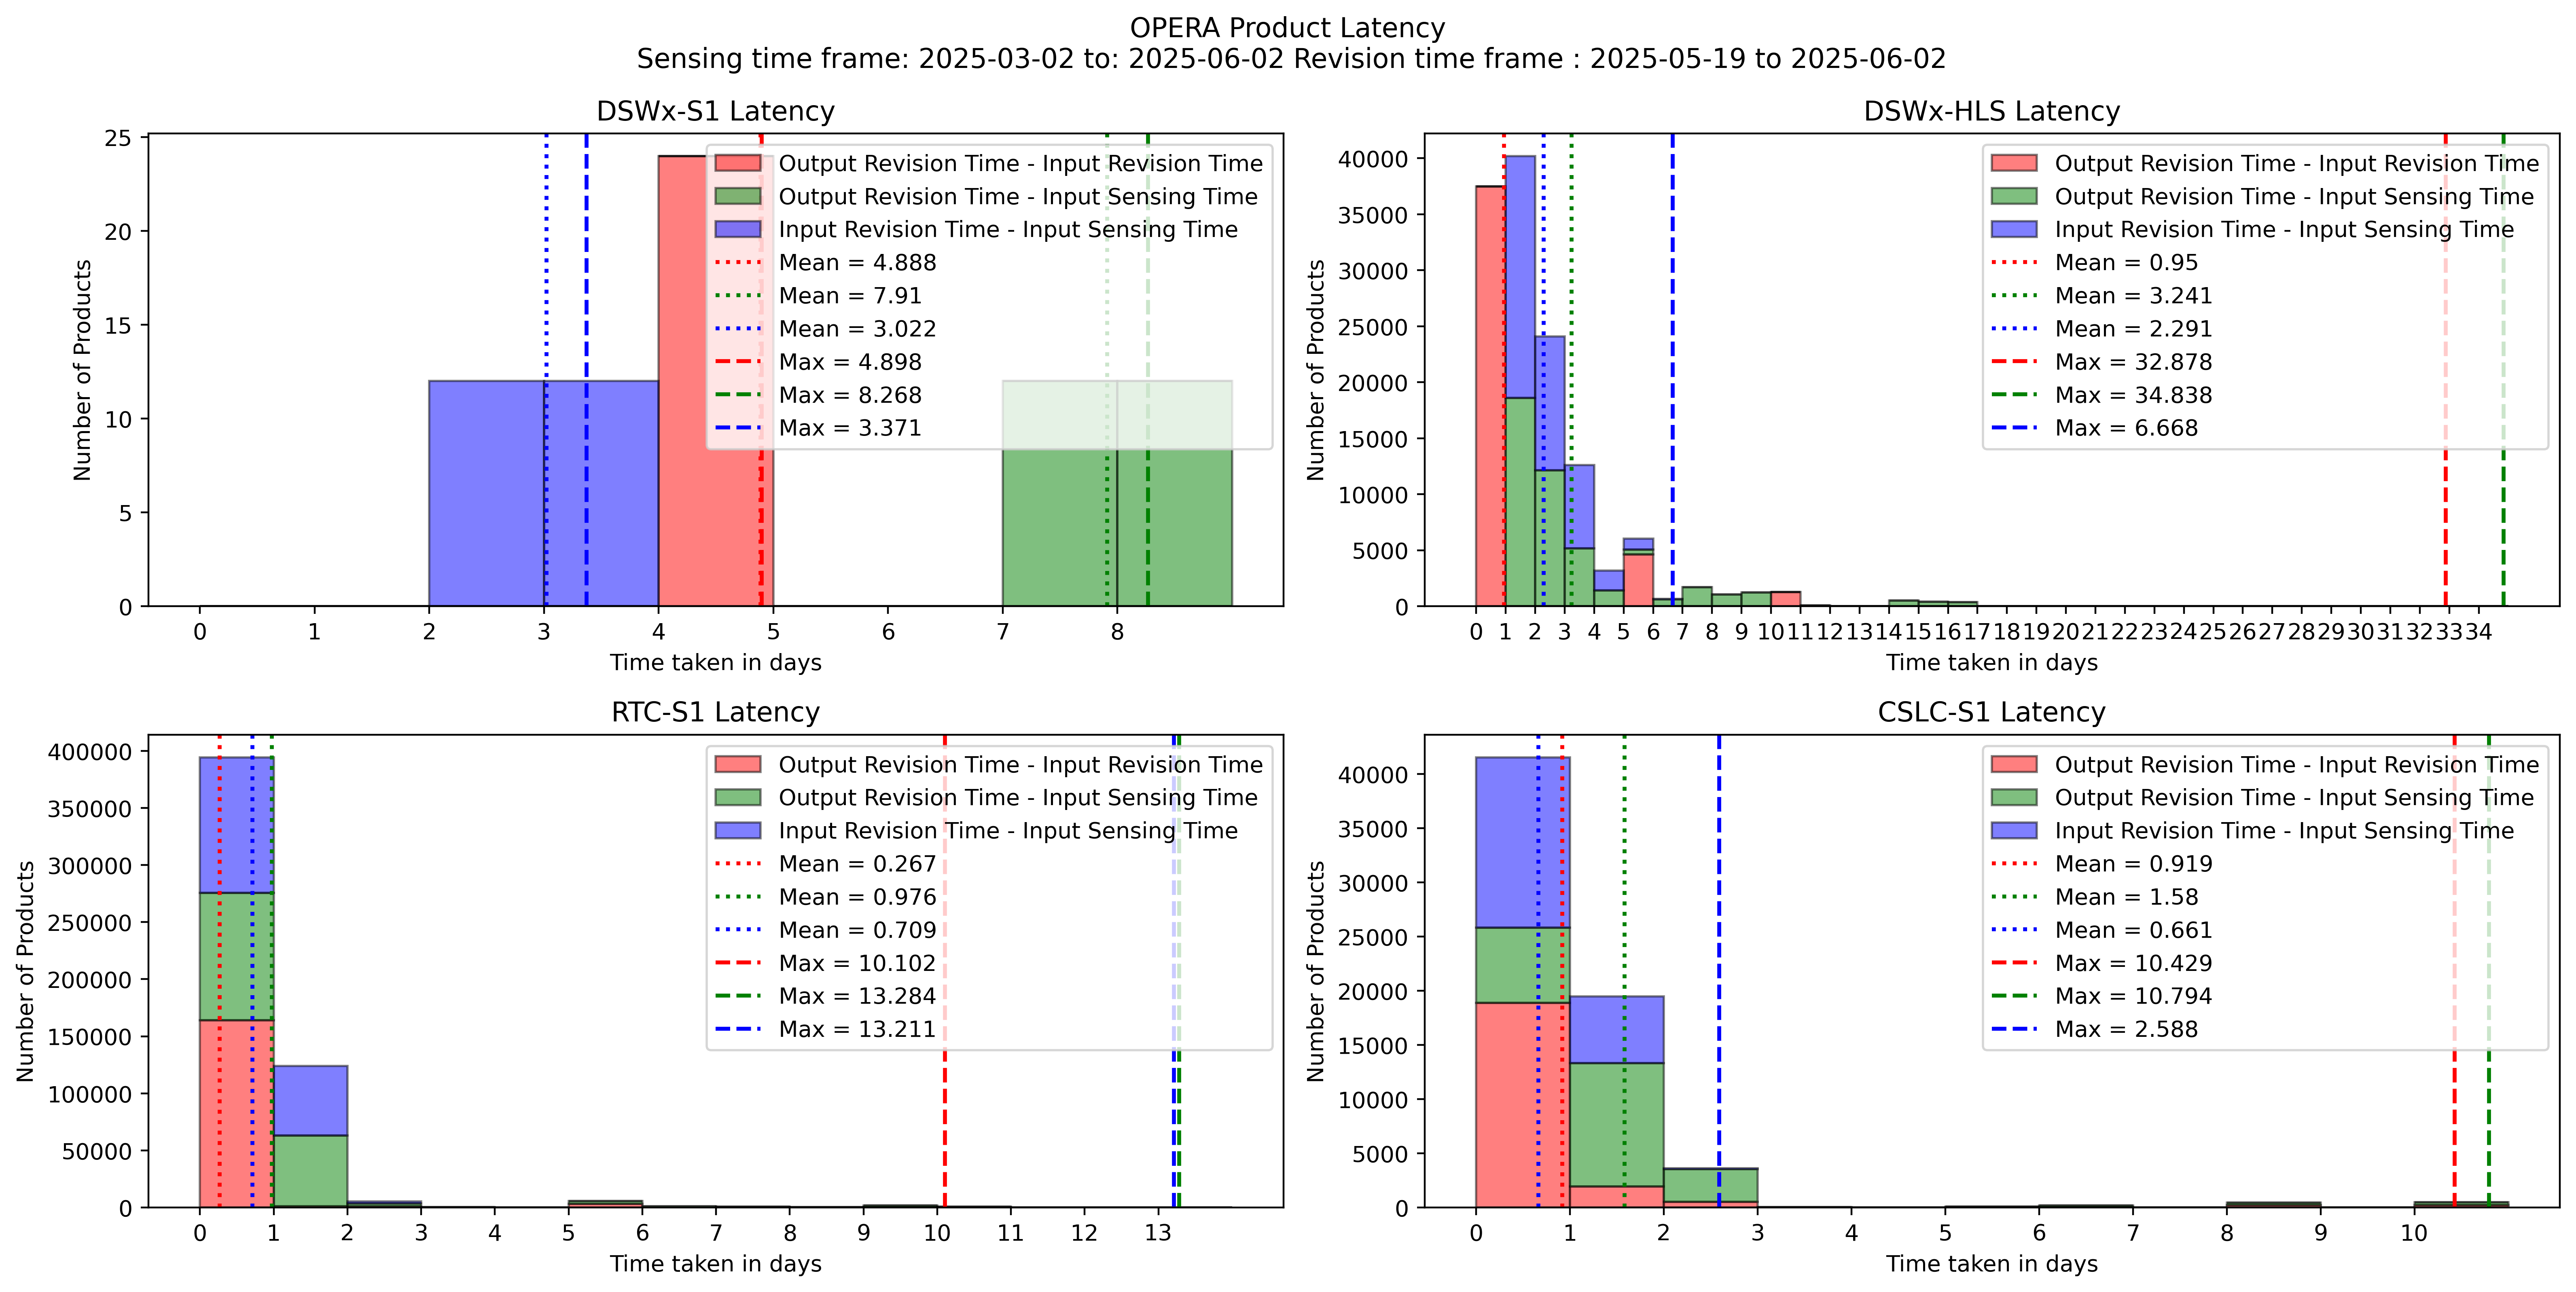 OPERA Product Latency
Sensing time frame: 2025-03-02 to: 2025-06-02 Revision time frame : 2025-05-19 to 2025-06-02
DSWx-S1 Latency
25
20
15
10
5
0
Number of Products
Output Revision Time - Input Revision Time
Output Revision Time - Input Sensing Time
Input Revision Time - Input Sensing Time
Mean = 4.888
Mean = 7.91
Mean = 3.022
Max = 4.898
Max = 8.268
Max = 3.371
0 1 2 3 4 5 6 7 8
Time taken in days
DSWx-HLS Latency
40000
35000
30000
25000
20000
15000
10000
5000
0
Number of Products
Output Revision Time - Input Revision Time
Output Revision Time - Input Sensing Time
Input Revision Time - Input Sensing Time
Mean = 0.95
Mean = 3.241
Mean = 2.291
Max = 32.878
Max = 34.838
Max = 6.668
0 1 2 3 4 5 6 7 8 9 10 11 12 13 14 15 16 17 18 19 20 21 22 23 24 25 26 27 28 29 30 31 32 33 34
Time taken in days
RTC-S1 Latency
400000
350000
300000
250000
200000
150000
100000
50000
0
Number of Products
Output Revision Time - Input Revision Time
Output Revision Time - Input Sensing Time
Input Revision Time - Input Sensing Time
Mean = 0.267
Mean = 0.976
Mean = 0.709
Max = 10.102
Max = 13.284
Max = 13.211
0 1 2 3 4 5 6 7 8 9 10 11 12 13
Time taken in days
CSLC-S1 Latency
40000
35000
30000
25000
20000
15000
10000
5000
0
Number of Products
Output Revision Time - Input Revision Time
Output Revision Time - Input Sensing Time
Input Revision Time - Input Sensing Time
Mean = 0.919
Mean = 1.58
Mean = 0.661
Max = 10.429
Max = 10.794
Max = 2.588
0 1 2 3 4 5 6 7 8 9 10
Time taken in days